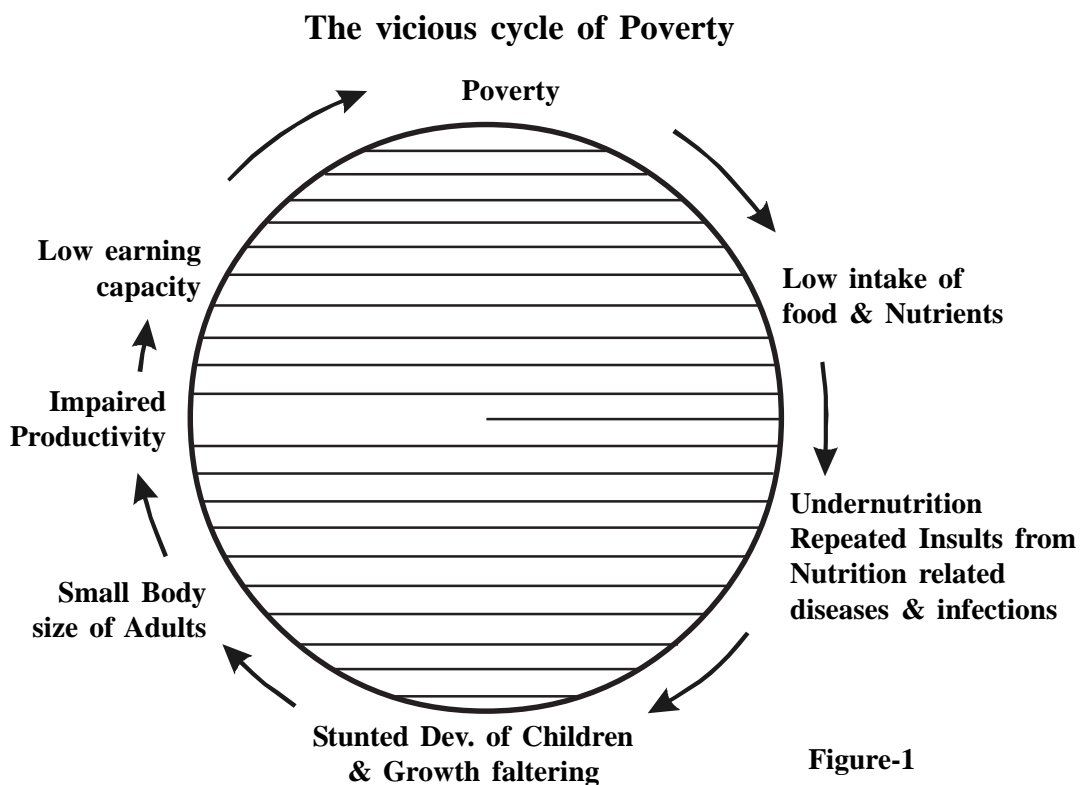 The vicious cycle of Poverty
Poverty
Low intake of
food & Nutrients
Undernutrition
Repeated Insults from
Nutrition related
diseases & infections
Stunted Dev. of Children
& Growth faltering
Small Body
size of Adults
Impaired
Productivity
Low earning
capacity
Figure-1